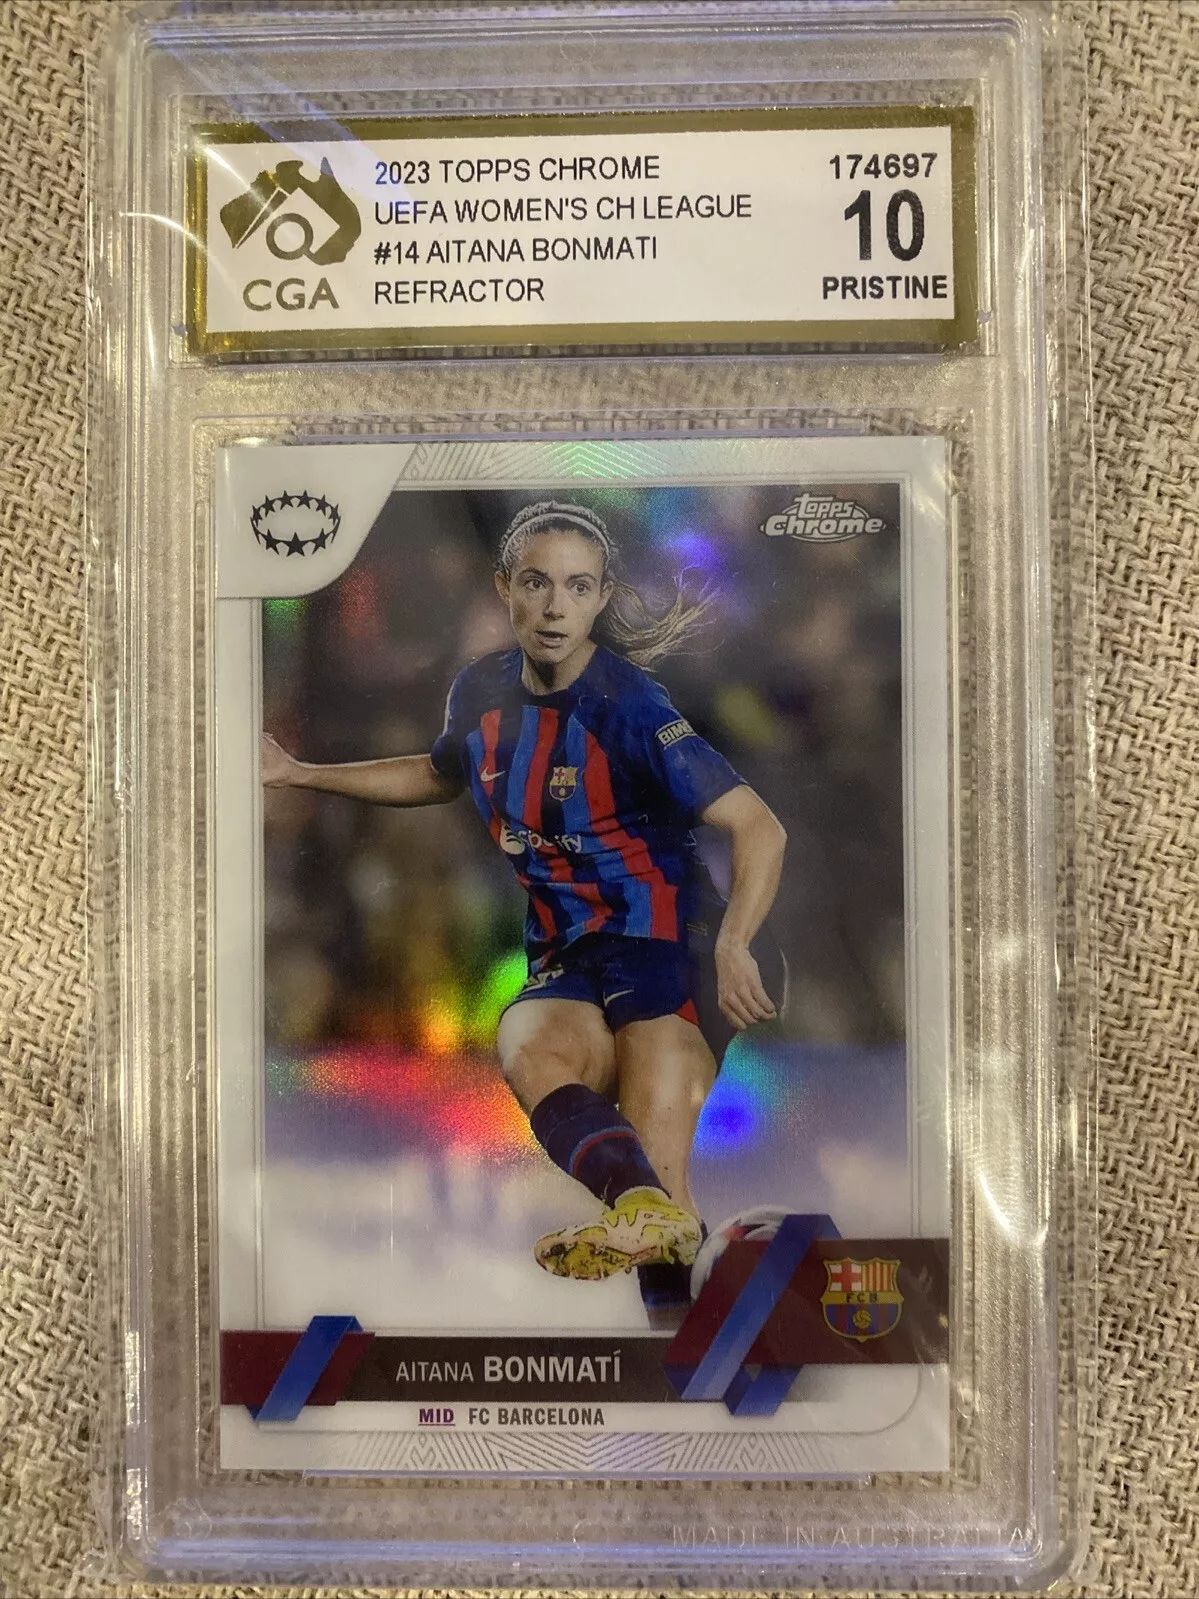 2023 TOPPS CHROME
174697
UEFA WOMEN'S CH LEAGUE
10
#14 AITANA BONMATI
REFRACTOR
PRISTINE
CGA
Topps
Chrome
Spotify
FCB
AITANA BONMATÍ
MID FC BARCELONA
MADE IN AUSTRALIA